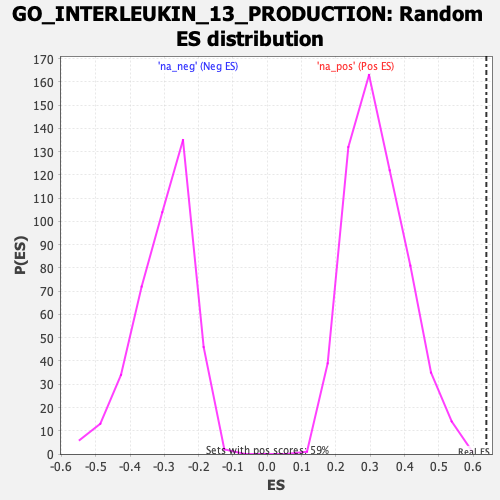 GO_INTERLEUKIN_13_PRODUCTION: Random
ES distribution
'na_neg' (Neg ES)
'na_pos' (Pos ES)
170
160
150
140
130
120
110
100
90
80
70
60
50
40
30
20
10
0
P(ES)
Sets with pos scores: 59%
Real ES
-0.6 -0.5 -0.4 -0.3 -0.2 -0.1 0.0 0.1 0.2 0.3 0.4 0.5 0.6
ES